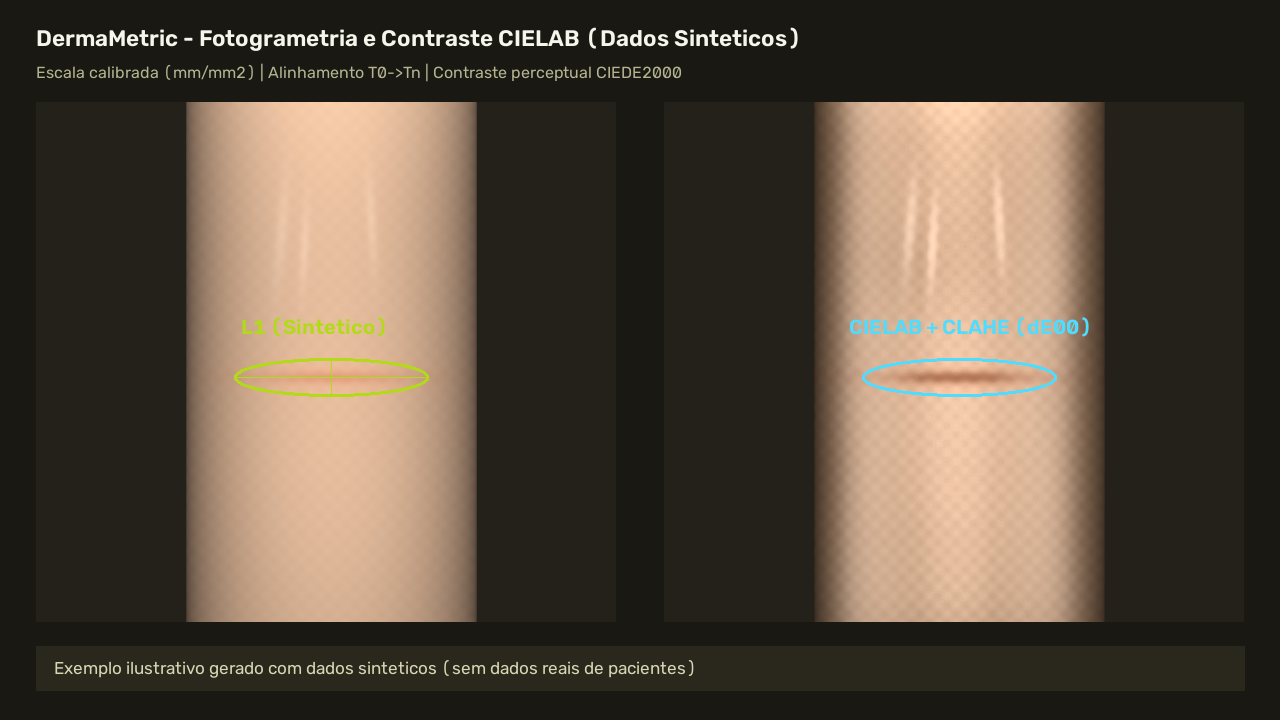 DermaMetric - Fotogrametria e Contraste CIELAB (Dados Sinteticos)
Escala calibrada (mm/mm2) | Alinhamento T0->Tn | Contraste perceptual CIEDE2000
L1 (Sintetico)
CIELAB + CLAHE (dE00)
Exemplo ilustrativo gerado com dados sinteticos (sem dados reais de pacientes)